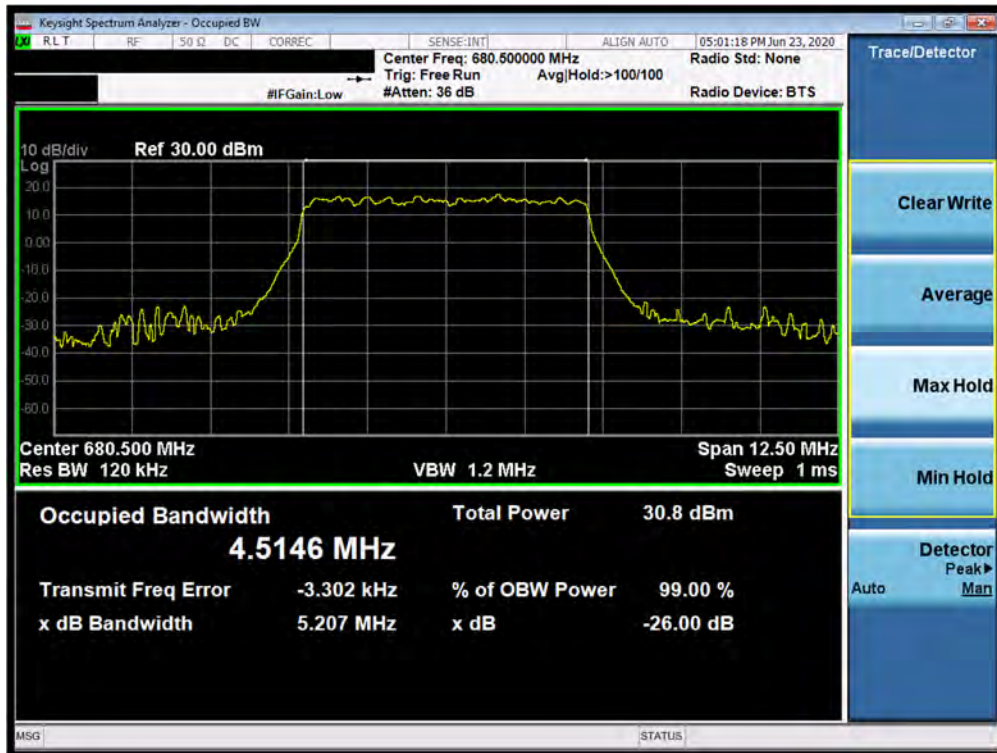 Keysight Spectrum Analyzer - Occupied BW
LXI RLT RF 50 Ω DC CORREC SENSE:INT ALIGN AUTO 05:01:18 PM Jun 23, 2020
Center Freq: 680.500000 MHz Radio Std: None
Trig: Free Run Avg|Hold:>100/100
#IFGain:Low #Atten: 36 dB Radio Device: BTS
Trace/Detector
10 dB/div Ref 30.00 dBm
Log
20.0
10.0
0.00
-10.0
-20.0
-30.0
-40.0
-50.0
-60.0
Center 680.500 MHz Span 12.50 MHz
Res BW 120 kHz VBW 1.2 MHz Sweep 1 ms
Occupied Bandwidth Total Power 30.8 dBm
4.5146 MHz
Transmit Freq Error -3.302 kHz % of OBW Power 99.00 %
x dB Bandwidth 5.207 MHz x dB -26.00 dB
Clear Write
Average
Max Hold
Min Hold
Detector
Peak▶
Auto Man
MSG STATUS